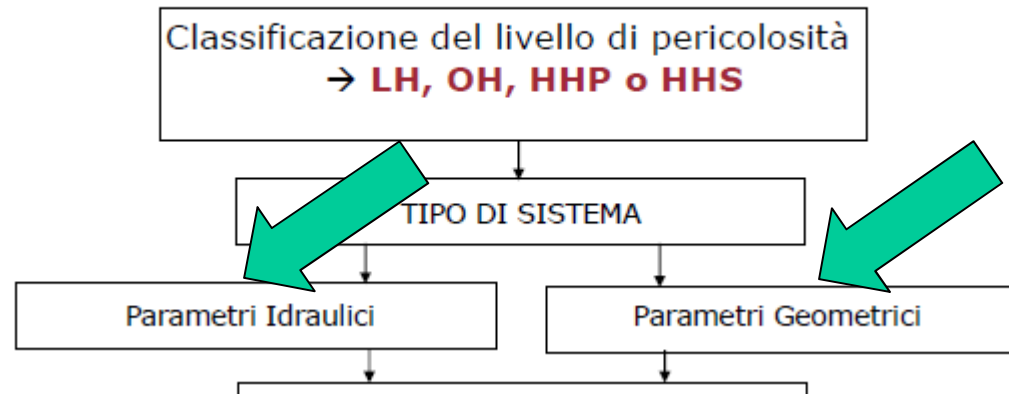 Classificazione del livello di pericolosità
→ LH, OH, HHP o HHS
TIPO DI SISTEMA
Parametri Idraulici
Parametri Geometrici